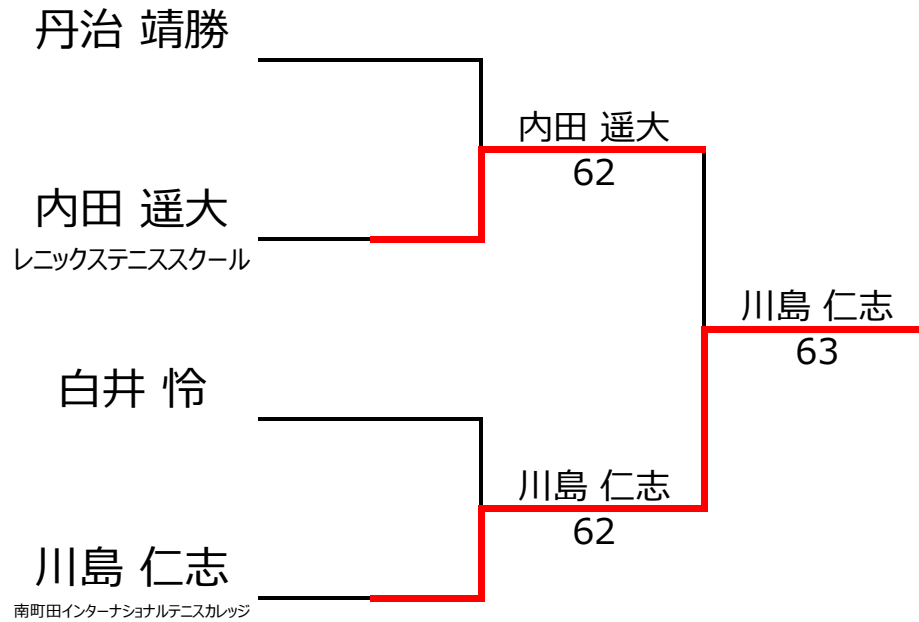 丹治 靖勝
内田 遥大
62
内田 遥大
レニックステニススクール
川島 仁志
63
白井 怜
川島 仁志
62
川島 仁志
南町田インターナショナルテニスカレッジ